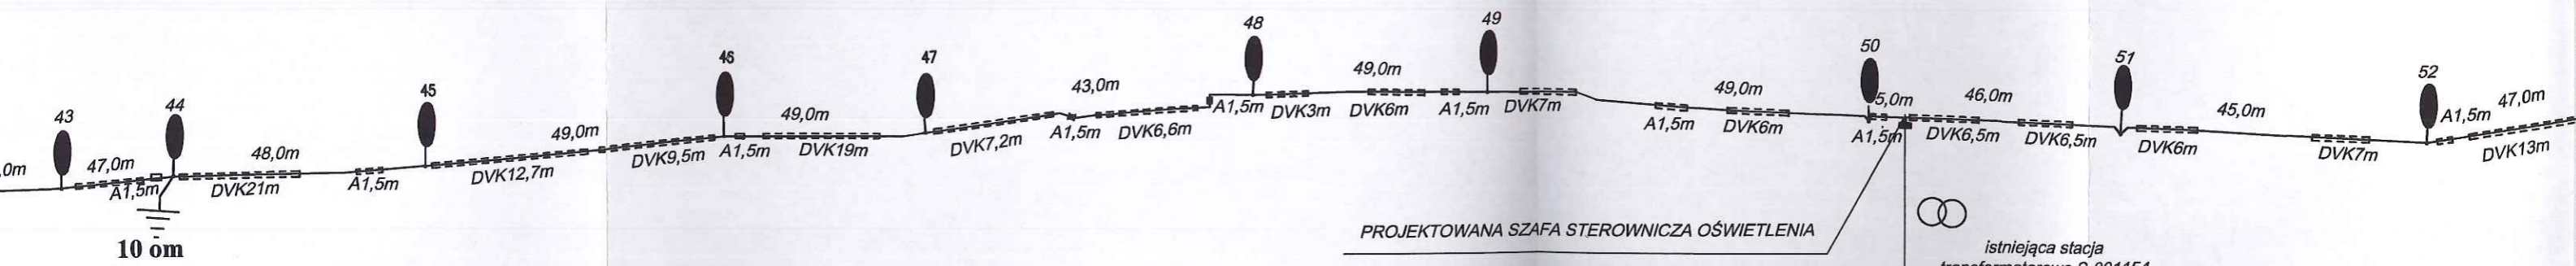 43
44
45
46
47
48
49
50
51
52
,0m
47,0m
48,0m
49,0m
49,0m
43,0m
49,0m
49,0m
5,0m
46,0m
45,0m
47,0m
A1,5m
DVK21m
A1,5m
DVK12,7m
DVK9,5m
A1,5m
DVK19m
DVK7,2m
A1,5m
DVK6,6m
A1,5m
DVK3m
DVK6m
A1,5m
DVK7m
A1,5m
DVK6m
A1,5m
DVK6,5m
DVK6,5m
DVK6m
DVK7m
A1,5m
DVK13m
10 om
PROJEKTOWANA SZAFA STEROWNICZA OŚWIETLENIA
istniejąca stacja